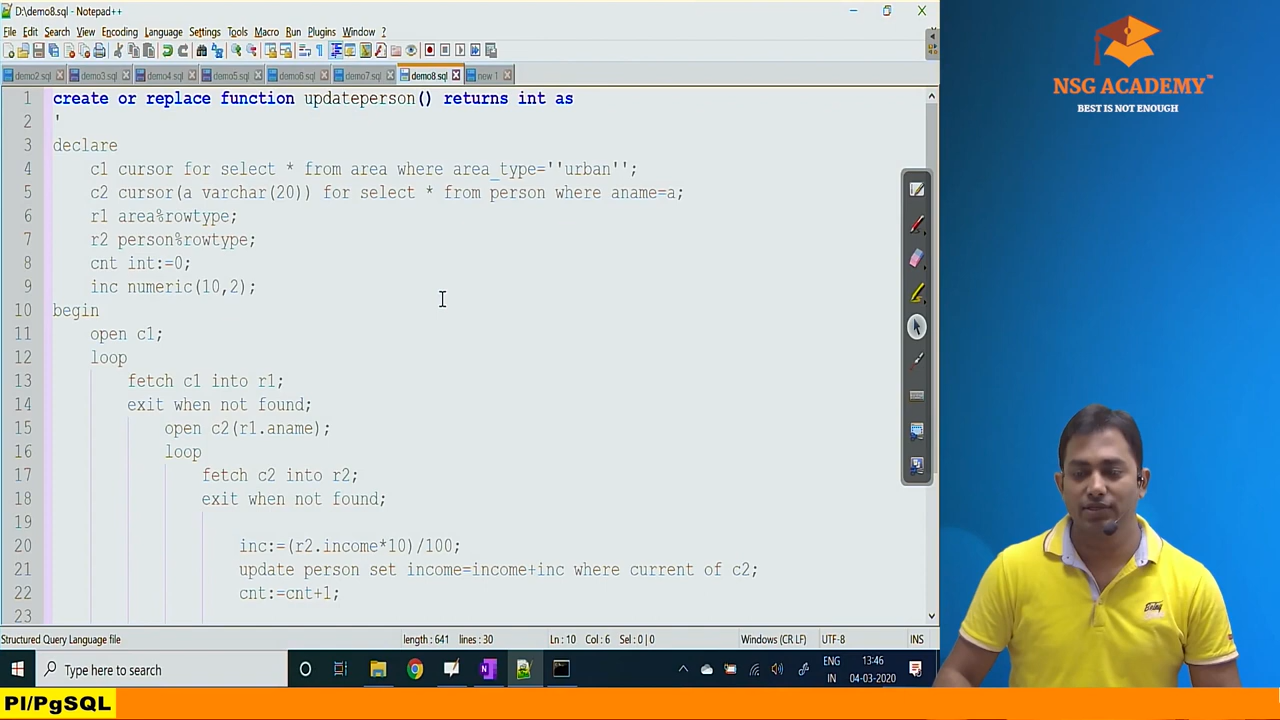 D:\demo8.sql - Notepad++
File Edit Search View Encoding Language Settings Tools Macro Run Plugins Window ?
demo2.sql demo3.sql demo4.sql demo5.sql demo6.sql demo7.sql demo8.sql new 1
1 create or replace function updateperson() returns int as
2 '
3 declare
4 c1 cursor for select * from area where area_type=''urban'';
5 c2 cursor(a varchar(20)) for select * from person where aname=a;
6 r1 area%rowtype;
7 r2 person%rowtype;
8 cnt int:=0;
9 inc numeric(10,2);
10 begin
11 open c1;
12 loop
13 fetch c1 into r1;
14 exit when not found;
15 open c2(r1.aname);
16 loop
17 fetch c2 into r2;
18 exit when not found;
19
20 inc:=(r2.income*10)/100;
21 update person set income=income+inc where current of c2;
22 cnt:=cnt+1;
23
Structured Query Language file length : 641 lines : 30 Ln : 10 Col : 6 Sel : 0 | 0 Windows (CR LF) UTF-8 INS
Type here to search
ENG
IN
13:46
04-03-2020
NSG ACADEMY™
BEST IS NOT ENOUGH
Pl/PgSQL